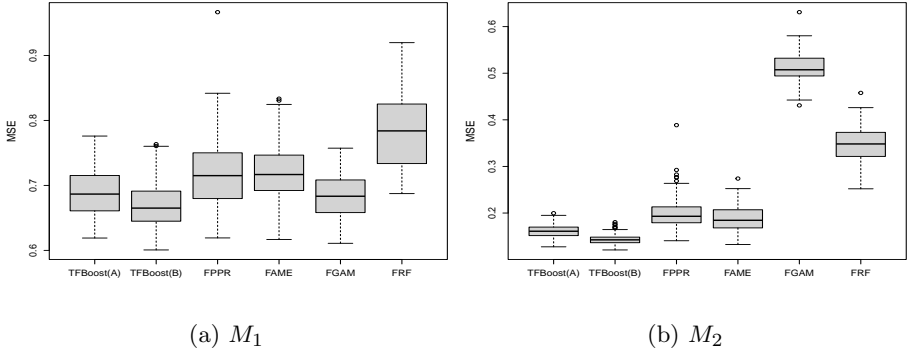 MSE
0.9
0.8
0.7
0.6
TFBoost(A) TFBoost(B) FPPR FAME FGAM FRF
(a) M1
MSE
0.6
0.5
0.4
0.3
0.2
TFBoost(A) TFBoost(B) FPPR FAME FGAM FRF
(b) M2